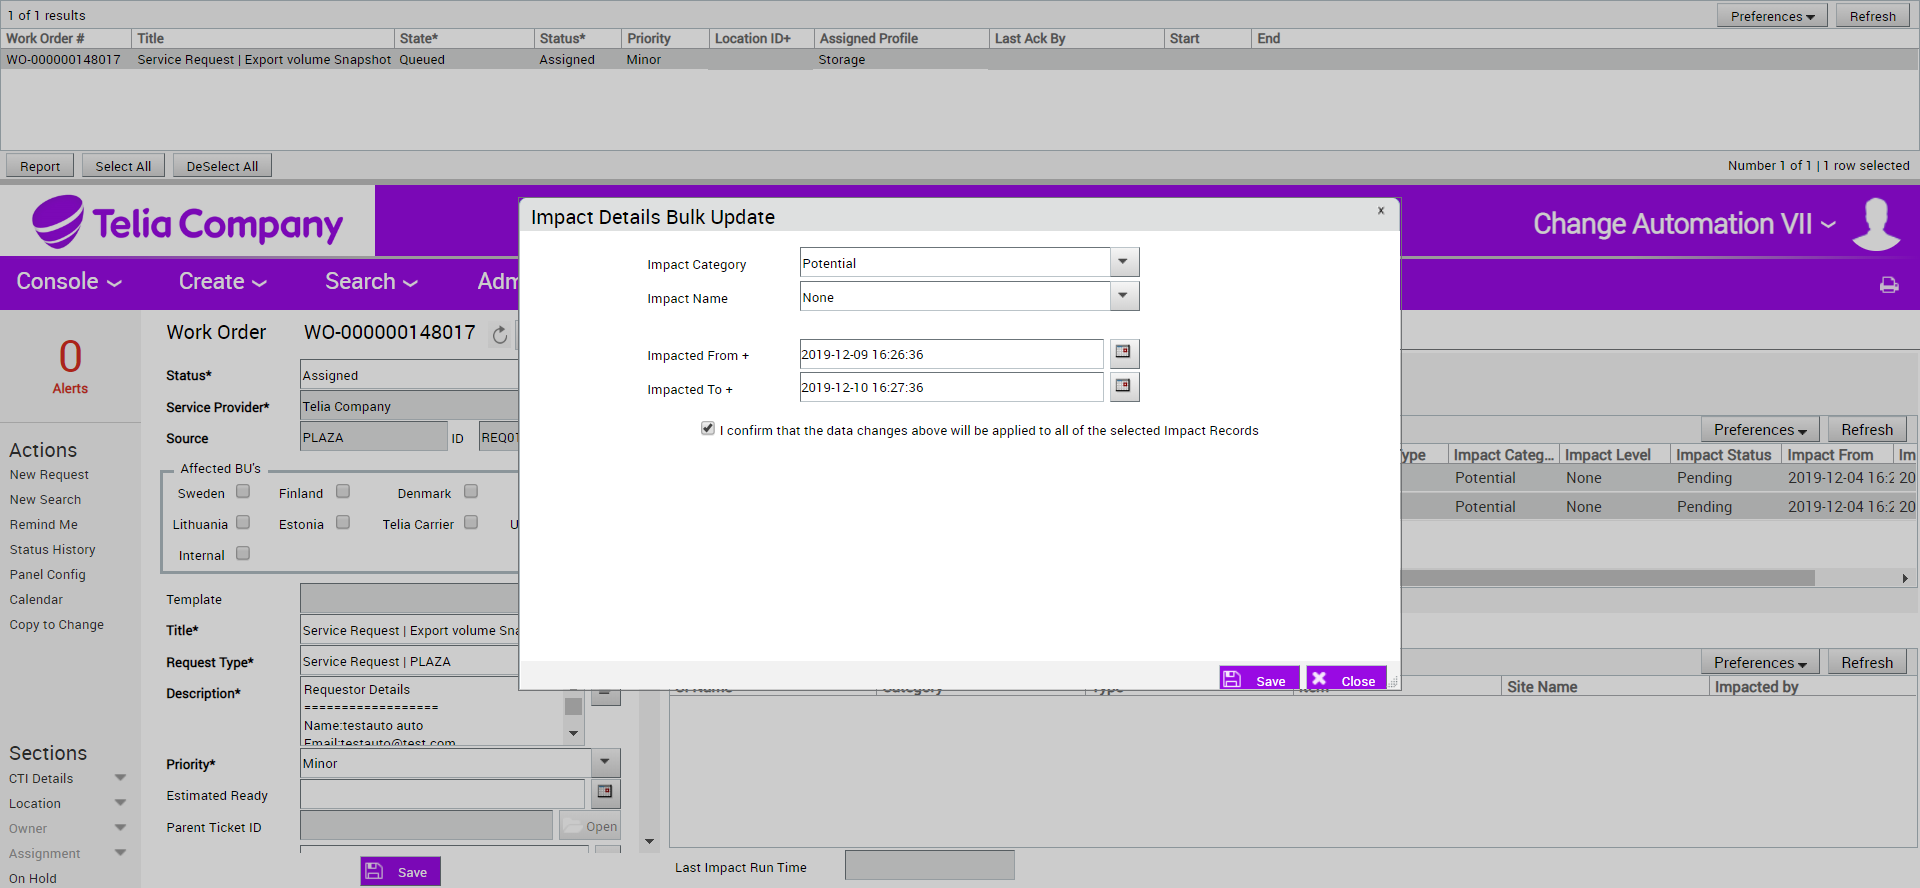 1 of 1 results
Preferences
Refresh
Work Order #
Title
State*
Status*
Priority
Location ID+
Assigned Profile
Last Ack By
Start
End
WO-000000148017
Service Request | Export volume Snapshot
Queued
Assigned
Minor
Storage
Report
Select All
DeSelect All
Number 1 of 1 | 1 row selected
Telia Company
Change Automation VII
Console
Create
Search
Adm
Impact Details Bulk Update
x
Impact Category
Potential
Impact Name
None
Impacted From +
2019-12-09 16:26:36
Impacted To +
2019-12-10 16:27:36
I confirm that the data changes above will be applied to all of the selected Impact Records
Save
Close
0
Alerts
Actions
New Request
New Search
Remind Me
Status History
Panel Config
Calendar
Copy to Change
Sections
CTI Details
Location
Owner
Assignment
On Hold
Work Order
WO-000000148017
Status*
Assigned
Service Provider*
Telia Company
Source
PLAZA
ID
REQ01
Affected BU's
Sweden
Finland
Denmark
Lithuania
Estonia
Telia Carrier
U
Internal
Template
Title*
Service Request | Export volume Sna
Request Type*
Service Request | PLAZA
Description*
Requestor Details
==================
Name:testauto auto
Email:testauto@test.com
Priority*
Minor
Estimated Ready
Parent Ticket ID
Open
Save
Preferences
Refresh
Type
Impact Categ...
Impact Level
Impact Status
Impact From
Im
Potential
None
Pending
2019-12-04 16:2
20
Potential
None
Pending
2019-12-04 16:2
20
Preferences
Refresh
CI Name
Category
Type
Item
Site Name
Impacted by
Last Impact Run Time